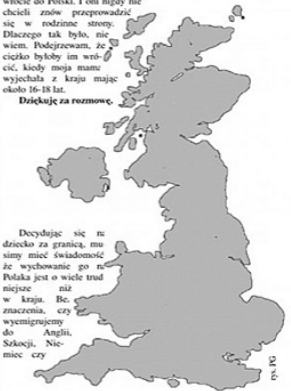 wrócić do Polski. I oni nigdy nie
chcieli znów przeprowadzić
się w rodzinne strony.
Dlaczego tak było, nie
wiem. Podejrzewam, że
ciężko byłoby im wró-
cić, kiedy moja mama
wyjechała z kraju mając
około 16-18 lat.
Dziękuję za rozmowę.
Decydując się na
dziecko za granicą, mu
simy mieć świadomość
że wychowanie go na
Polaka jest o wiele trud
niejsze niż
w kraju. Bez
znaczenia, czy
wyemigrujemy
do Anglii,
Szkocji, Nie-
miec czy
rys. PG